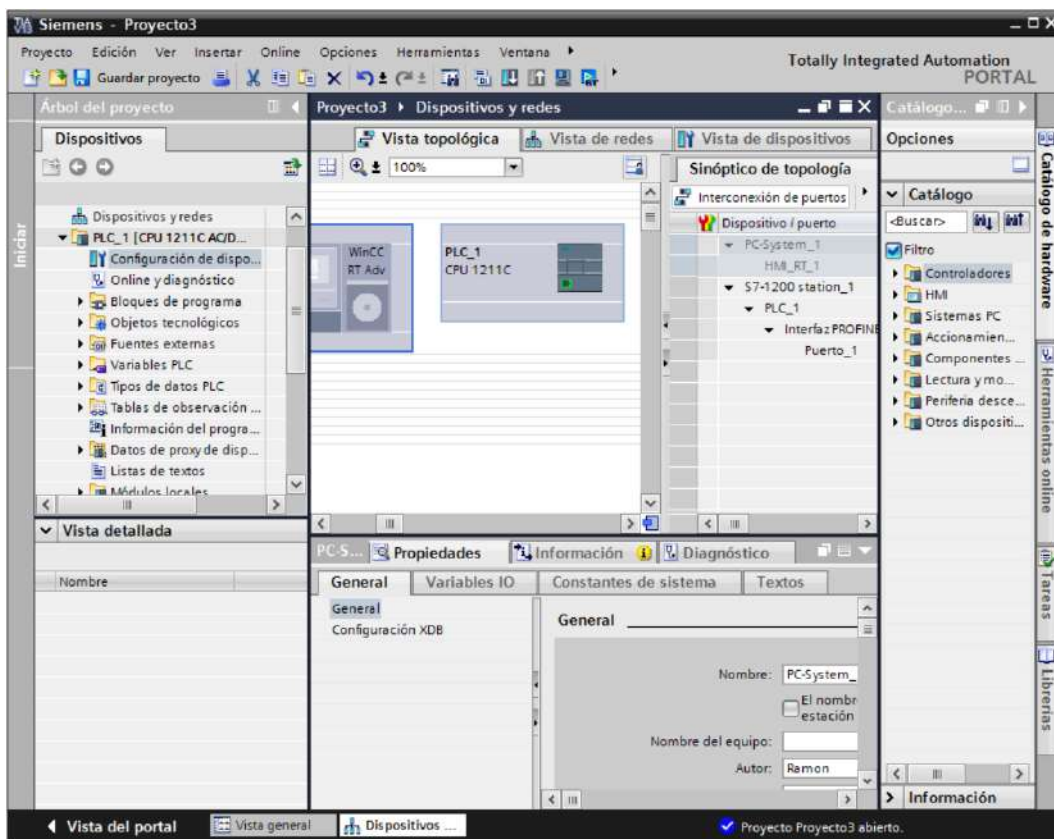 Siemens - Proyecto3
Proyecto Edición Ver Insertar Online Opciones Herramientas Ventana
Totally Integrated Automation
PORTAL
Guardar proyecto
Árbol del proyecto
Dispositivos
Iniciar
Dispositivos y redes
PLC_1 [CPU 1211C AC/D...
Configuración de dispo...
Online y diagnóstico
Bloques de programa
Objetos tecnológicos
Fuentes externas
Variables PLC
Tipos de datos PLC
Tablas de observación ...
Información del progra...
Datos de proxy de disp...
Listas de textos
Módulos locales
Vista detallada
Nombre
Proyecto3 Dispositivos y redes
Vista topológica Vista de redes Vista de dispositivos
100%
WinCC
RT Adv
PLC_1
CPU 1211C
Sinóptico de topología
Interconexión de puertos
Dispositivo / puerto
PC-System_1
HMI_RT_1
S7-1200 station_1
PLC_1
Interfaz PROFINE
Puerto_1
PC-S... Propiedades Información Diagnóstico
General Variables IO Constantes de sistema Textos
General
Configuración XDB
General
Nombre: PC-System_
El nombr
estación
Nombre del equipo:
Autor: Ramon
Catálogo...
Opciones
Catálogo
<Buscar>
Filtro
Controladores
HMI
Sistemas PC
Accionamien...
Componentes ...
Lectura y mo...
Periferia desce...
Otros dispositi...
Información
Catálogo de hardware
Herramientas online
Tareas
Librerías
Vista del portal Vista general Dispositivos ... Proyecto Proyecto3 abierto.